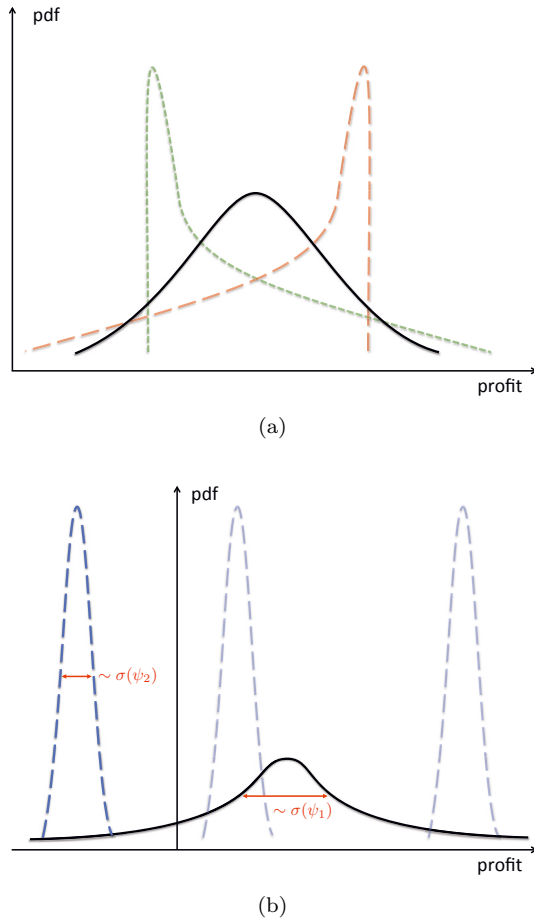 pdf
profit
(a)
pdf
∼ σ(ψ₂)
∼ σ(ψ₁)
profit
(b)